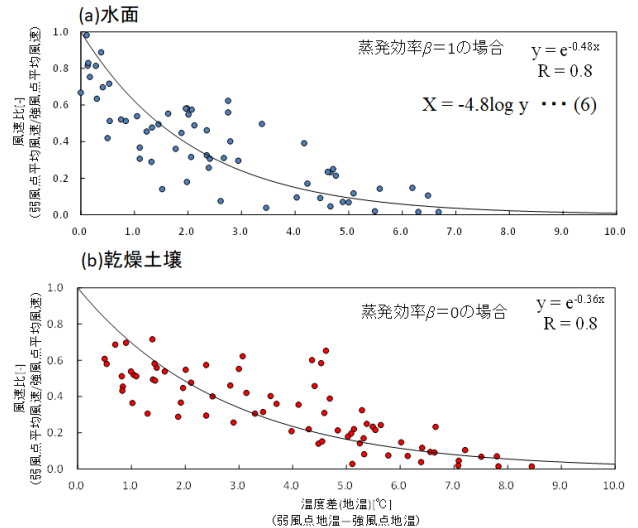 (a)水面
蒸発効率β＝1の場合
y = e-0.48x
R = 0.8
X = -4.8log y ･･･ (6)
風速比[-]
(弱風点平均風速/強風点平均風速)
1.0
0.8
0.6
0.4
0.2
0.0
0.0 1.0 2.0 3.0 4.0 5.0 6.0 7.0 8.0 9.0 10.0
(b)乾燥土壌
蒸発効率β＝0の場合
y = e-0.36x
R = 0.8
風速比[-]
(弱風点平均風速/強風点平均風速)
1.0
0.8
0.6
0.4
0.2
0.0
0.0 1.0 2.0 3.0 4.0 5.0 6.0 7.0 8.0 9.0 10.0
温度差(地温)[℃]
(弱風点地温―強風点地温)